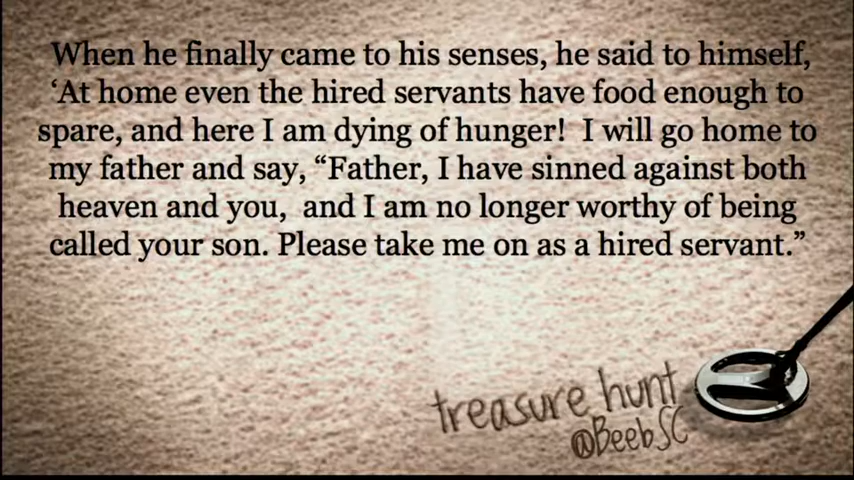 When he finally came to his senses, he said to himself,
‘At home even the hired servants have food enough to
spare, and here I am dying of hunger!  I will go home to
my father and say, “Father, I have sinned against both
heaven and you,  and I am no longer worthy of being
called your son. Please take me on as a hired servant.”
treasure hunt
@BeebSC